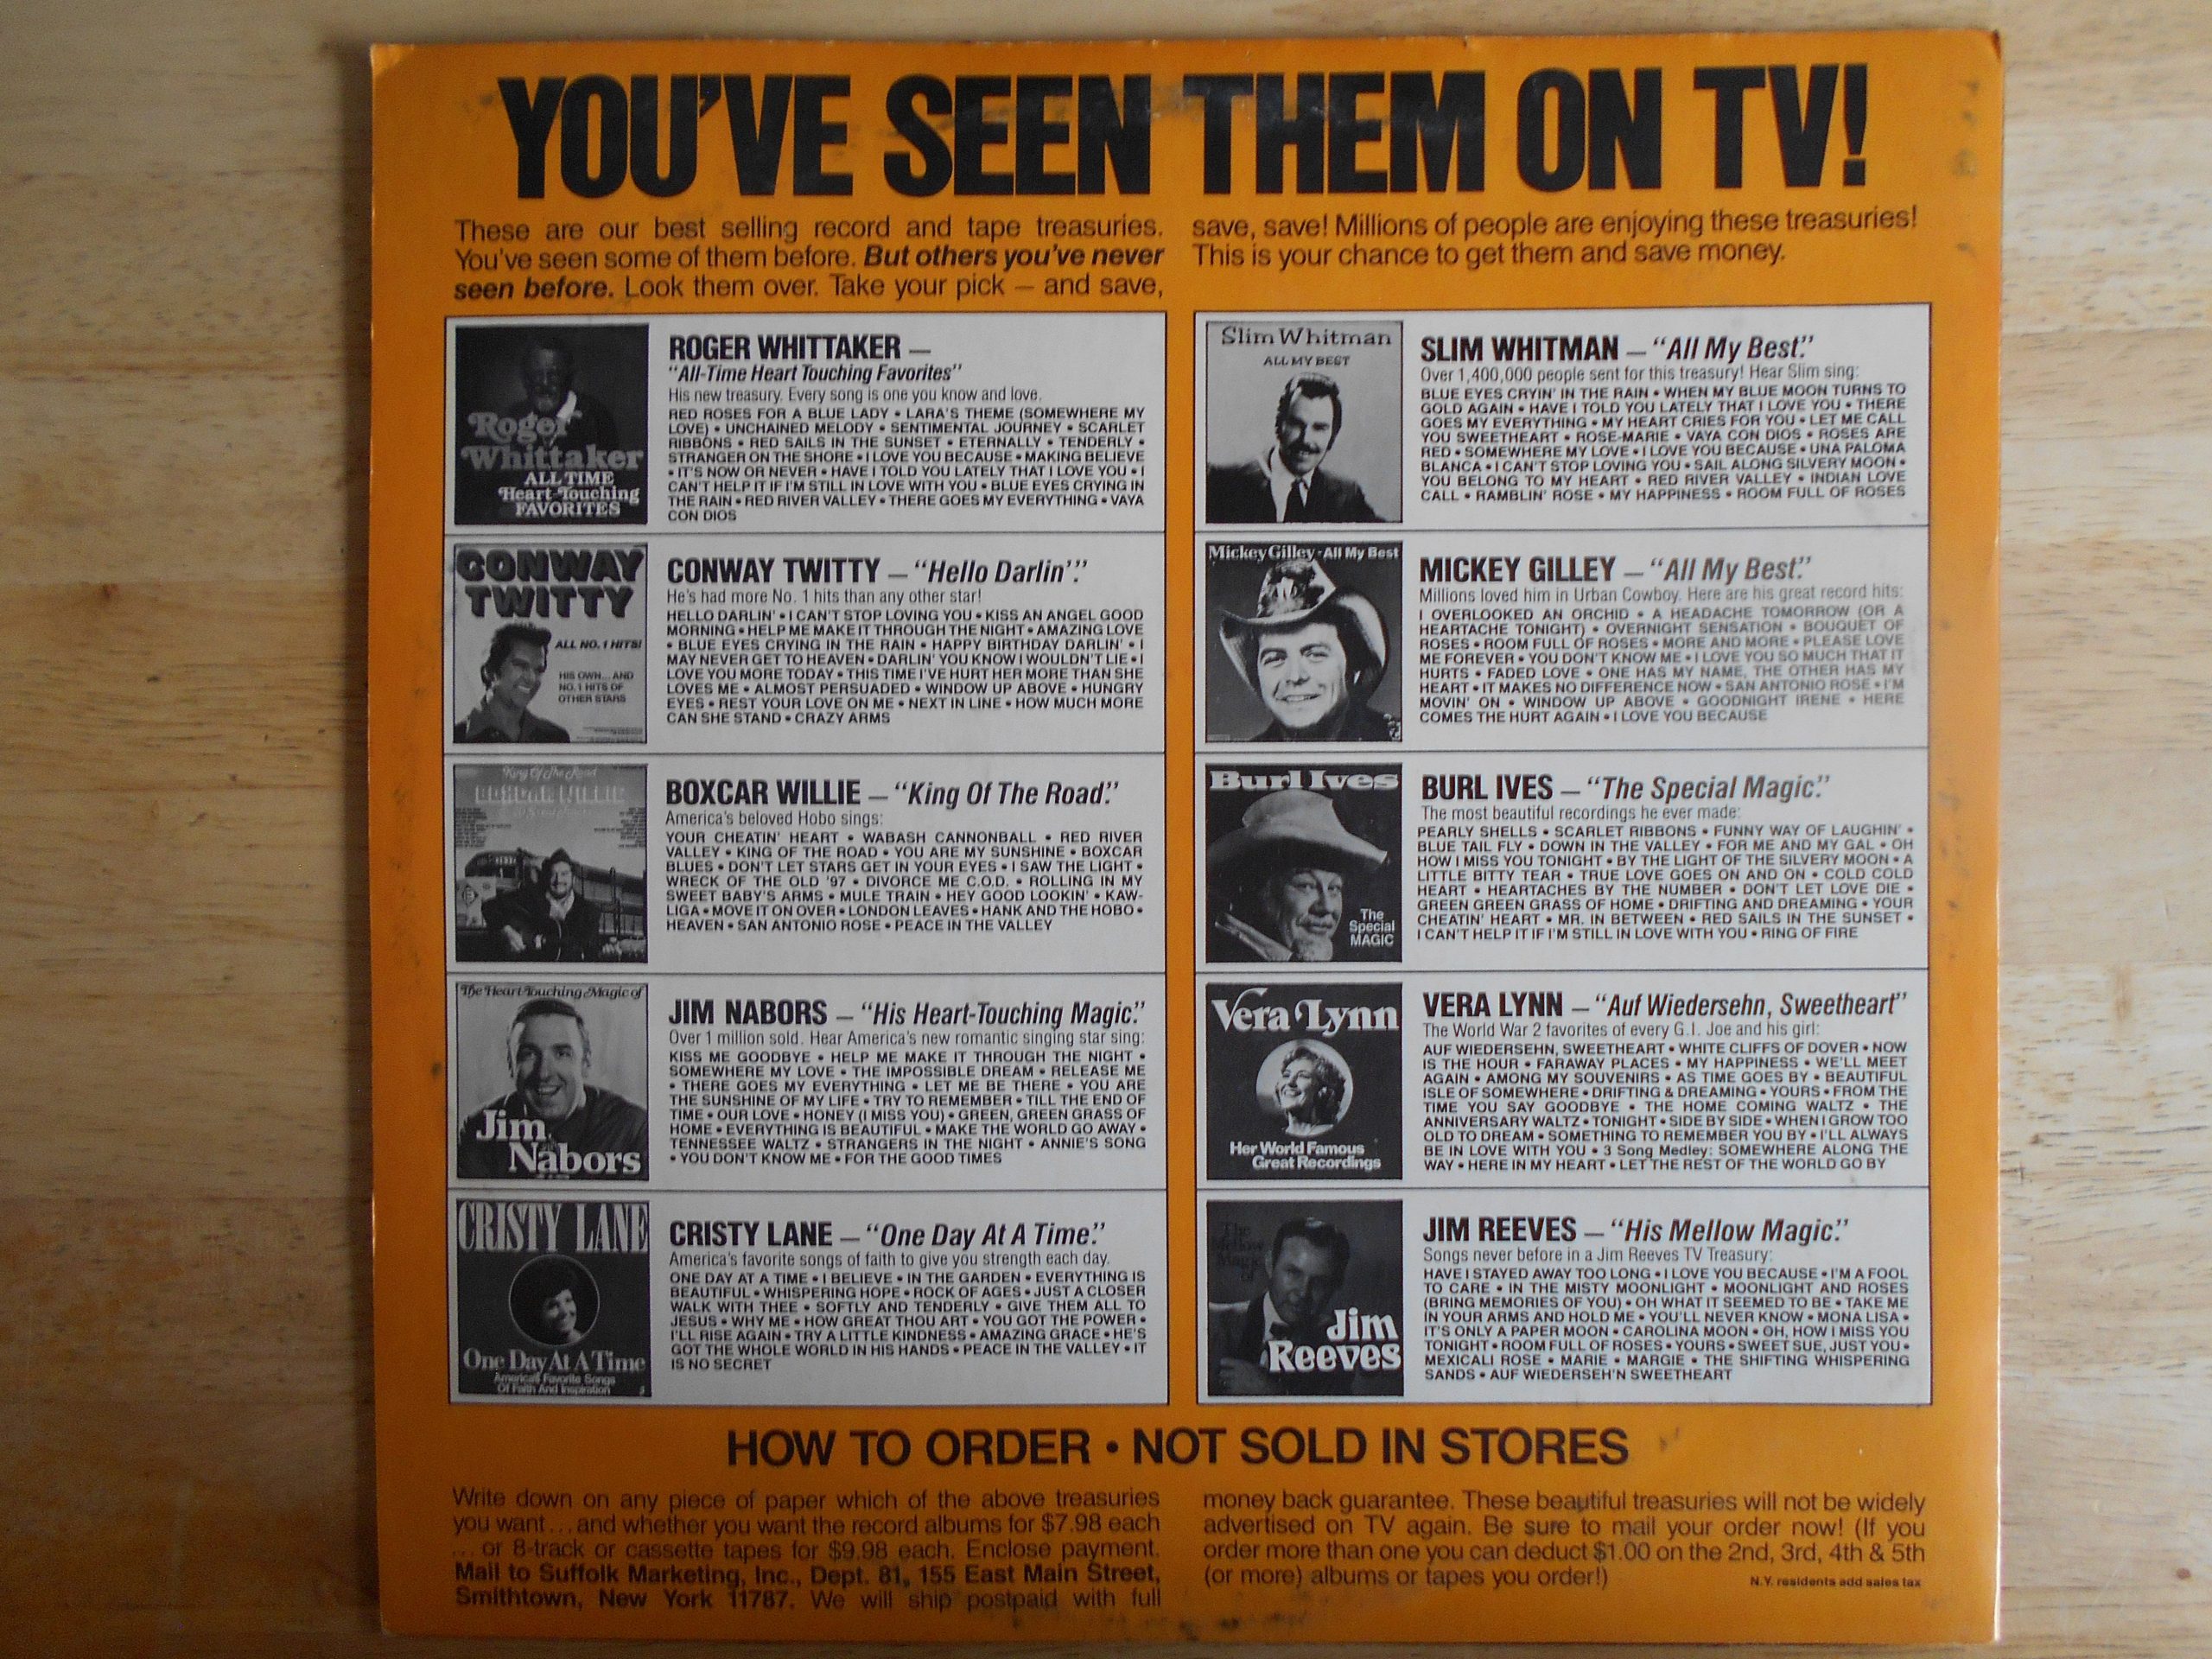 YOU'VE SEEN THEM ON TV!
These are our best selling record and tape treasuries.
You've seen some of them before. But others you've never
seen before. Look them over. Take your pick — and save,
save, save! Millions of people are enjoying these treasuries!
This is your chance to get them and save money.
Roger
Whittaker
ALL TIME
Heart-Touching
FAVORITES
ROGER WHITTAKER —
"All-Time Heart Touching Favorites"
His new treasury. Every song is one you know and love.
RED ROSES FOR A BLUE LADY • LARA'S THEME (SOMEWHERE MY
LOVE) • UNCHAINED MELODY • SENTIMENTAL JOURNEY • SCARLET
RIBBONS • RED SAILS IN THE SUNSET • ETERNALLY • TENDERLY •
STRANGER ON THE SHORE • I LOVE YOU BECAUSE • MAKING BELIEVE
• IT'S NOW OR NEVER • HAVE I TOLD YOU LATELY THAT I LOVE YOU • I
CAN'T HELP IT IF I'M STILL IN LOVE WITH YOU • BLUE EYES CRYING IN
THE RAIN • RED RIVER VALLEY • THERE GOES MY EVERYTHING • VAYA
CON DIOS
CONWAY
TWITTY
ALL NO. 1 HITS!
HIS OWN... AND
NO. 1 HITS OF
OTHER STARS
CONWAY TWITTY — "Hello Darlin'."
He's had more No. 1 hits than any other star!
HELLO DARLIN' • I CAN'T STOP LOVING YOU • KISS AN ANGEL GOOD
MORNING • HELP ME MAKE IT THROUGH THE NIGHT • AMAZING LOVE
• BLUE EYES CRYING IN THE RAIN • HAPPY BIRTHDAY DARLIN' • I
MAY NEVER GET TO HEAVEN • DARLIN' YOU KNOW I WOULDN'T LIE • I
LOVE YOU MORE TODAY • THIS TIME I'VE HURT HER MORE THAN SHE
LOVES ME • ALMOST PERSUADED • WINDOW UP ABOVE • HUNGRY
EYES • REST YOUR LOVE ON ME • NEXT IN LINE • HOW MUCH MORE
CAN SHE STAND • CRAZY ARMS
King Of The Road
BOXCAR WILLIE
BOXCAR WILLIE — "King Of The Road."
America's beloved Hobo sings:
YOUR CHEATIN' HEART • WABASH CANNONBALL • RED RIVER
VALLEY • KING OF THE ROAD • YOU ARE MY SUNSHINE • BOXCAR
BLUES • DON'T LET STARS GET IN YOUR EYES • I SAW THE LIGHT •
WRECK OF THE OLD '97 • DIVORCE ME C.O.D. • ROLLING IN MY
SWEET BABY'S ARMS • MULE TRAIN • HEY GOOD LOOKIN' • KAW-
LIGA • MOVE IT ON OVER • LONDON LEAVES • HANK AND THE HOBO •
HEAVEN • SAN ANTONIO ROSE • PEACE IN THE VALLEY
The Heart-Touching Magic of
Jim
Nabors
JIM NABORS — "His Heart-Touching Magic."
Over 1 million sold. Hear America's new romantic singing star sing:
KISS ME GOODBYE • HELP ME MAKE IT THROUGH THE NIGHT •
SOMEWHERE MY LOVE • THE IMPOSSIBLE DREAM • RELEASE ME
• THERE GOES MY EVERYTHING • LET ME BE THERE • YOU ARE
THE SUNSHINE OF MY LIFE • TRY TO REMEMBER • TILL THE END OF
TIME • OUR LOVE • HONEY (I MISS YOU) • GREEN, GREEN GRASS OF
HOME • EVERYTHING IS BEAUTIFUL • MAKE THE WORLD GO AWAY •
TENNESSEE WALTZ • STRANGERS IN THE NIGHT • ANNIE'S SONG
• YOU DON'T KNOW ME • FOR THE GOOD TIMES
CRISTY LANE
One Day At A Time
America's Favorite Songs
Of Faith And Inspiration
CRISTY LANE — "One Day At A Time."
America's favorite songs of faith to give you strength each day.
ONE DAY AT A TIME • I BELIEVE • IN THE GARDEN • EVERYTHING IS
BEAUTIFUL • WHISPERING HOPE • ROCK OF AGES • JUST A CLOSER
WALK WITH THEE • SOFTLY AND TENDERLY • GIVE THEM ALL TO
JESUS • WHY ME • HOW GREAT THOU ART • YOU GOT THE POWER •
I'LL RISE AGAIN • TRY A LITTLE KINDNESS • AMAZING GRACE • HE'S
GOT THE WHOLE WORLD IN HIS HANDS • PEACE IN THE VALLEY • IT
IS NO SECRET
Slim Whitman
ALL MY BEST
SLIM WHITMAN — "All My Best."
Over 1,400,000 people sent for this treasury! Hear Slim sing:
BLUE EYES CRYIN' IN THE RAIN • WHEN MY BLUE MOON TURNS TO
GOLD AGAIN • HAVE I TOLD YOU LATELY THAT I LOVE YOU • THERE
GOES MY EVERYTHING • MY HEART CRIES FOR YOU • LET ME CALL
YOU SWEETHEART • ROSE-MARIE • VAYA CON DIOS • ROSES ARE
RED • SOMEWHERE MY LOVE • I LOVE YOU BECAUSE • UNA PALOMA
BLANCA • I CAN'T STOP LOVING YOU • SAIL ALONG SILVERY MOON •
YOU BELONG TO MY HEART • RED RIVER VALLEY • INDIAN LOVE
CALL • RAMBLIN' ROSE • MY HAPPINESS • ROOM FULL OF ROSES
Mickey Gilley • All My Best
MICKEY GILLEY — "All My Best."
Millions loved him in Urban Cowboy. Here are his great record hits:
I OVERLOOKED AN ORCHID • A HEADACHE TOMORROW (OR A
HEARTACHE TONIGHT) • OVERNIGHT SENSATION • BOUQUET OF
ROSES • ROOM FULL OF ROSES • MORE AND MORE • PLEASE LOVE
ME FOREVER • YOU DON'T KNOW ME • I LOVE YOU SO MUCH THAT IT
HURTS • FADED LOVE • ONE HAS MY NAME, THE OTHER HAS MY
HEART • IT MAKES NO DIFFERENCE NOW • SAN ANTONIO ROSE • I'M
MOVIN' ON • WINDOW UP ABOVE • GOODNIGHT IRENE • HERE
COMES THE HURT AGAIN • I LOVE YOU BECAUSE
Burl Ives
The
Special
MAGIC
BURL IVES — "The Special Magic."
The most beautiful recordings he ever made:
PEARLY SHELLS • SCARLET RIBBONS • FUNNY WAY OF LAUGHIN' •
BLUE TAIL FLY • DOWN IN THE VALLEY • FOR ME AND MY GAL • OH
HOW I MISS YOU TONIGHT • BY THE LIGHT OF THE SILVERY MOON • A
LITTLE BITTY TEAR • TRUE LOVE GOES ON AND ON • COLD COLD
HEART • HEARTACHES BY THE NUMBER • DON'T LET LOVE DIE •
GREEN GREEN GRASS OF HOME • DRIFTING AND DREAMING • YOUR
CHEATIN' HEART • MR. IN BETWEEN • RED SAILS IN THE SUNSET •
I CAN'T HELP IT IF I'M STILL IN LOVE WITH YOU • RING OF FIRE
Vera Lynn
Her World Famous
Great Recordings
VERA LYNN — "Auf Wiedersehn, Sweetheart"
The World War 2 favorites of every G.I. Joe and his girl:
AUF WIEDERSEHN, SWEETHEART • WHITE CLIFFS OF DOVER • NOW
IS THE HOUR • FARAWAY PLACES • MY HAPPINESS • WE'LL MEET
AGAIN • AMONG MY SOUVENIRS • AS TIME GOES BY • BEAUTIFUL
ISLE OF SOMEWHERE • DRIFTING & DREAMING • YOURS • FROM THE
TIME YOU SAY GOODBYE • THE HOME COMING WALTZ • THE
ANNIVERSARY WALTZ • TONIGHT • SIDE BY SIDE • WHEN I GROW TOO
OLD TO DREAM • SOMETHING TO REMEMBER YOU BY • I'LL ALWAYS
BE IN LOVE WITH YOU • 3 Song Medley: SOMEWHERE ALONG THE
WAY • HERE IN MY HEART • LET THE REST OF THE WORLD GO BY
The
Mellow
Magic
of
Jim
Reeves
JIM REEVES — "His Mellow Magic."
Songs never before in a Jim Reeves TV Treasury:
HAVE I STAYED AWAY TOO LONG • I LOVE YOU BECAUSE • I'M A FOOL
TO CARE • IN THE MISTY MOONLIGHT • MOONLIGHT AND ROSES
(BRING MEMORIES OF YOU) • OH WHAT IT SEEMED TO BE • TAKE ME
IN YOUR ARMS AND HOLD ME • YOU'LL NEVER KNOW • MONA LISA •
IT'S ONLY A PAPER MOON • CAROLINA MOON • OH, HOW I MISS YOU
TONIGHT • ROOM FULL OF ROSES • YOURS • SWEET SUE, JUST YOU •
MEXICALI ROSE • MARIE • MARGIE • THE SHIFTING WHISPERING
SANDS • AUF WIEDERSEH'N SWEETHEART
HOW TO ORDER • NOT SOLD IN STORES
Write down on any piece of paper which of the above treasuries
you want...and whether you want the record albums for $7.98 each
... or 8-track or cassette tapes for $9.98 each. Enclose payment.
Mail to Suffolk Marketing, Inc., Dept. 81, 155 East Main Street,
Smithtown, New York 11787. We will ship postpaid with full
money back guarantee. These beautiful treasuries will not be widely
advertised on TV again. Be sure to mail your order now! (If you
order more than one you can deduct $1.00 on the 2nd, 3rd, 4th & 5th
(or more) albums or tapes you order!)
N.Y. residents add sales tax